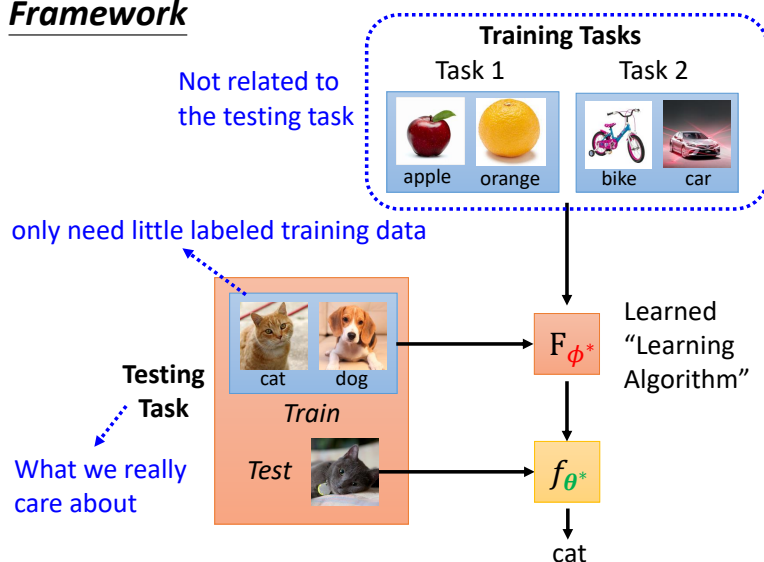 Framework
Training Tasks
Task 1
Task 2
Not related to
the testing task
apple
orange
bike
car
only need little labeled training data
cat
dog
Train
F𝜙*
Learned
“Learning
Algorithm”
Testing
Task
Test
What we really
care about
f𝜽*
cat